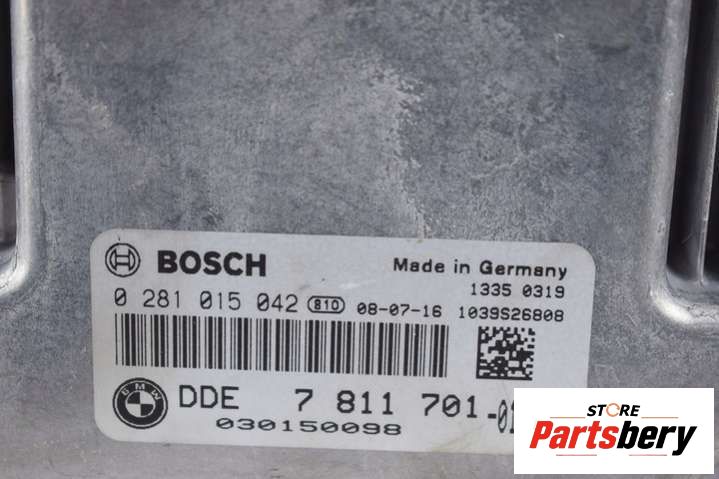 BOSCH Made in Germany
1335 0319
0 281 015 042 810 08-07-16 1039S26808
BMW
DDE 7 811 701-01
030150098
STORE
Partsbery